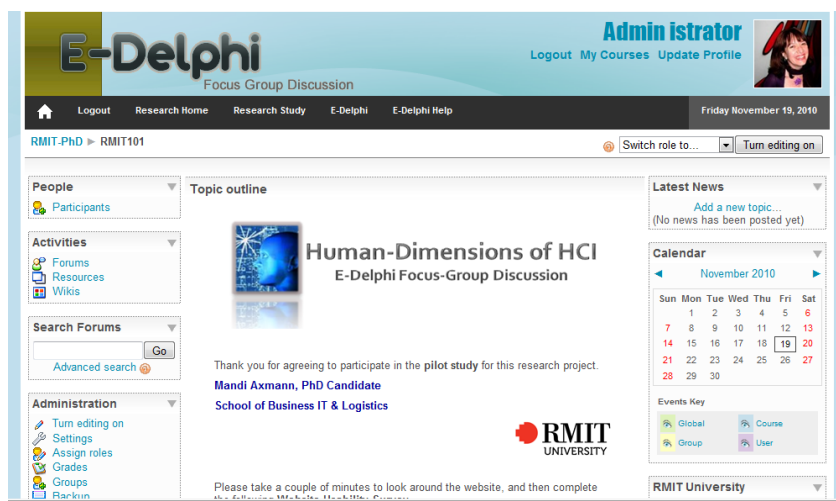 E-Delphi
Focus Group Discussion
Admin istrator
Logout My Courses Update Profile
Logout Research Home Research Study E-Delphi E-Delphi Help
Friday November 19, 2010
RMIT-PhD ► RMIT101
Switch role to...
Turn editing on
People
Participants
Activities
Forums
Resources
Wikis
Search Forums
Go
Advanced search
Administration
Turn editing on
Settings
Assign roles
Grades
Groups
Backup
Topic outline
Human-Dimensions of HCI
E-Delphi Focus-Group Discussion
Thank you for agreeing to participate in the pilot study for this research project.
Mandi Axmann, PhD Candidate
School of Business IT & Logistics
RMIT
UNIVERSITY
Please take a couple of minutes to look around the website, and then complete
the following Website Usability Survey
Latest News
Add a new topic...
(No news has been posted yet)
Calendar
◄ November 2010 ►
Sun Mon Tue Wed Thu Fri Sat
1 2 3 4 5 6
7 8 9 10 11 12 13
14 15 16 17 18 19 20
21 22 23 24 25 26 27
28 29 30
Events Key
Global Course
Group User
RMIT University